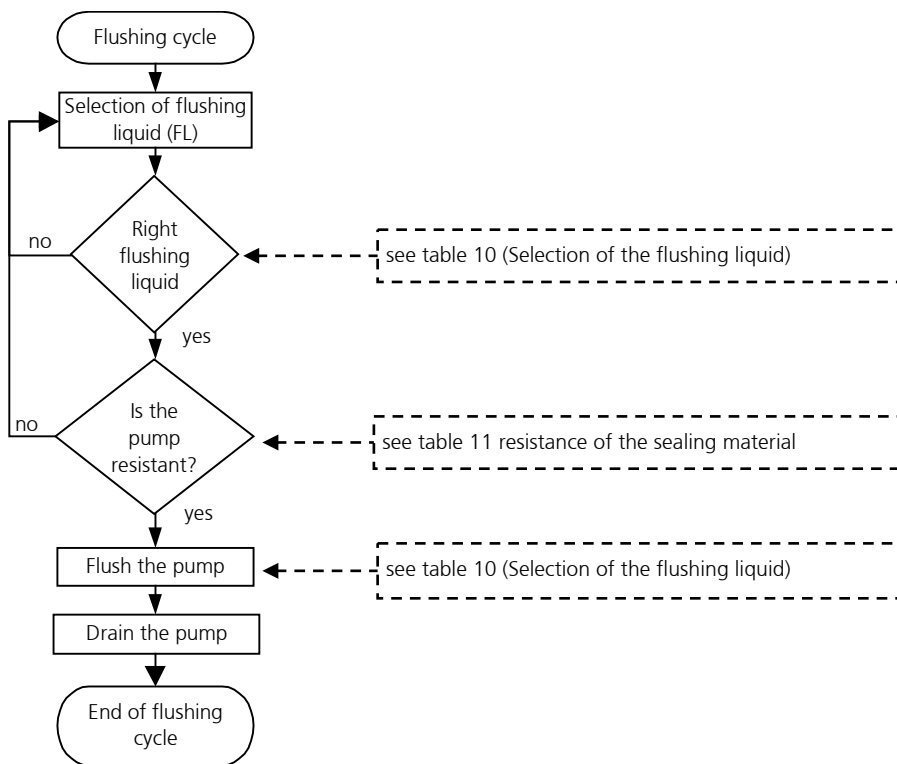 Flushing cycle
Selection of flushing
liquid (FL)
Right
flushing
liquid
no
see table 10 (Selection of the flushing liquid)
yes
Is the
pump
resistant?
no
see table 11 resistance of the sealing material
yes
Flush the pump
see table 10 (Selection of the flushing liquid)
Drain the pump
End of flushing
cycle